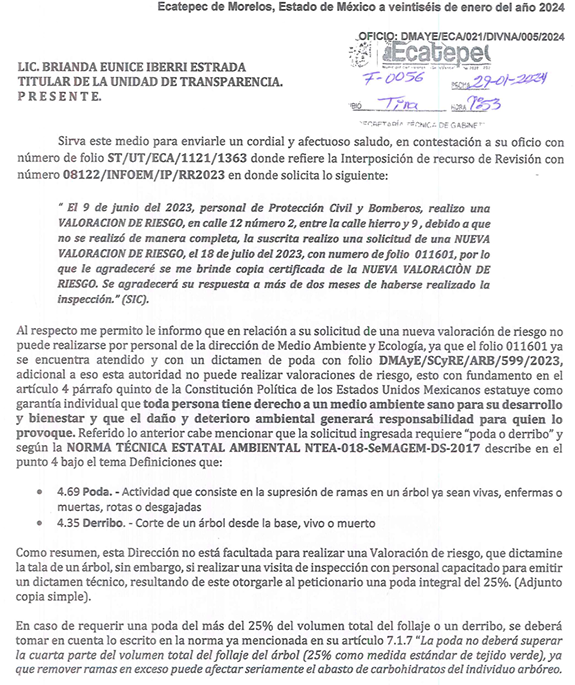 Ecatepec de Morelos, Estado de México a veintiséis de enero del año 2024
OFICIO: DMAYE/ECA/021/DIVNA/005/2024
Ecatepec
LIC. BRIANDA EUNICE IBERRI ESTRADA
F-0056
FECHA 29-01-2024
TITULAR DE LA UNIDAD DE TRANSPARENCIA.
P R E S E N T E.
HORA
SECRETARÍA TÉCNICA DE GABINETE
Sirva este medio para enviarle un cordial y afectuoso saludo, en contestación a su oficio con
número de folio ST/UT/ECA/1121/1363 donde refiere la Interposición de recurso de Revisión con
número 08122/INFOEM/IP/RR2023 en donde solicita lo siguiente:
" El 9 de junio del 2023, personal de Protección Civil y Bomberos, realizo una
VALORACION DE RIESGO, en calle 12 número 2, entre la calle hierro y 9 , debido a
que no se realizó de manera completa, la suscrita realizo una solicitud de una NUEVA
VALORACION DE RIESGO, el 18 de julio del 2023, con numero de folio 011601, por lo
que le agradeceré se me brinde copia certificada de la NUEVA VALORACIÒN DE
RIESGO. Se agradecerá su respuesta a más de dos meses de haberse realizado la
inspección." (SIC).
Al respecto me permito le informo que en relación a su solicitud de una nueva valoración de riesgo no
puede realizarse por personal de la dirección de Medio Ambiente y Ecología, ya que el folio 011601 ya
se encuentra atendido y con un dictamen de poda con folio DMAyE/SCyRE/ARB/599/2023,
adicional a eso esta autoridad no puede realizar valoraciones de riesgo, esto con fundamento en el
artículo 4 párrafo quinto de la Constitución Política de los Estados Unidos Mexicanos estatuye como
garantía individual que toda persona tiene derecho a un medio ambiente sano para su desarrollo
y bienestar y que el daño y deterioro ambiental generará responsabilidad para quien lo
provoque. Referido lo anterior cabe mencionar que la solicitud ingresada requiere "poda o derribo" y
según la NORMA TÉCNICA ESTATAL AMBIENTAL NTEA-018-SeMAGEM-DS-2017 describe en el
punto 4 bajo el tema Definiciones que:
• 4.69 Poda. - Actividad que consiste en la supresión de ramas en un árbol ya sean vivas, enfermas o
muertas, rotas o desgajadas
• 4.35 Derribo. - Corte de un árbol desde la base, vivo o muerto
Como resumen, esta Dirección no está facultada para realizar una Valoración de riesgo, que dictamine
la tala de un árbol, sin embargo, si realizar una visita de inspección con personal capacitado para emitir
un dictamen técnico, resultando de este otorgarle al peticionario una poda integral del 25%. (Adjunto
copia simple).
En caso de requerir una poda del más del 25% del volumen total del follaje o un derribo, se deberá
tomar en cuenta lo escrito en la norma ya mencionada en su artículo 7.1.7 "La poda no deberá superar
la cuarta parte del volumen total del follaje del árbol (25% como medida estándar de tejido verde), ya
que remover ramas en exceso puede afectar seriamente el abasto de carbohidratos del individuo arbóreo.